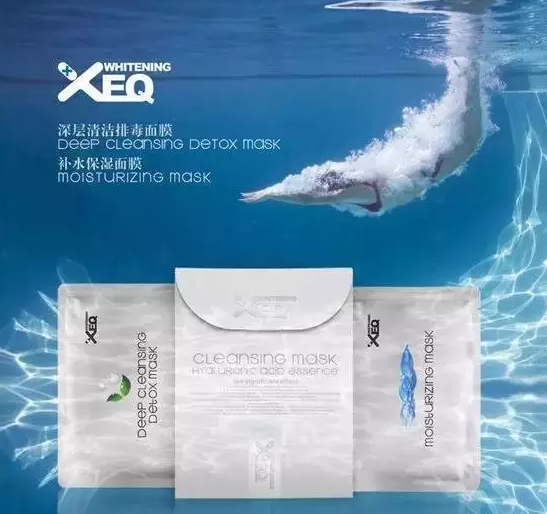 WHITENING
XEQ
深层清洁排毒面膜
DEEP CLEANSING DETOX MASK
补水保湿面膜
MOISTURIZING MASK
XEQ
DEEP CLEANSING
DETOX MASK
XEQ
CLEANSING MASK
HYALURONIC ACID ESSENCE
XEQ
XEQ
MOISTURIZING MASK